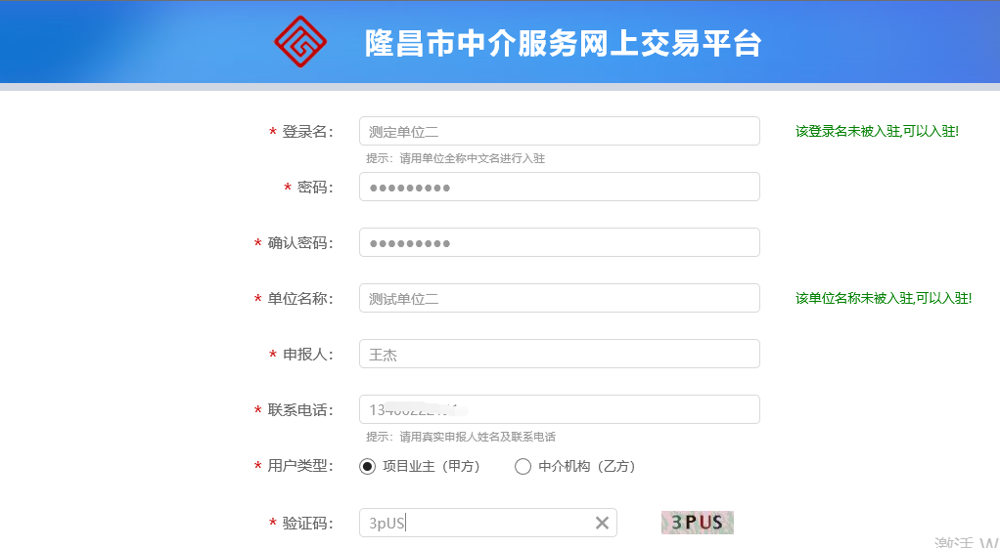 隆昌市中介服务网上交易平台
* 登录名： 测定单位二 该登录名未被入驻,可以入驻!
提示：请用单位全称中文名进行入驻
* 密码： ●●●●●●●●●
* 确认密码： ●●●●●●●●●
* 单位名称： 测试单位二 该单位名称未被入驻,可以入驻!
* 申报人： 王杰
* 联系电话：
提示：请用真实申报人姓名及联系电话
* 用户类型： 项目业主（甲方） 中介机构（乙方）
* 验证码： 3pUS 3PUS
激活 W